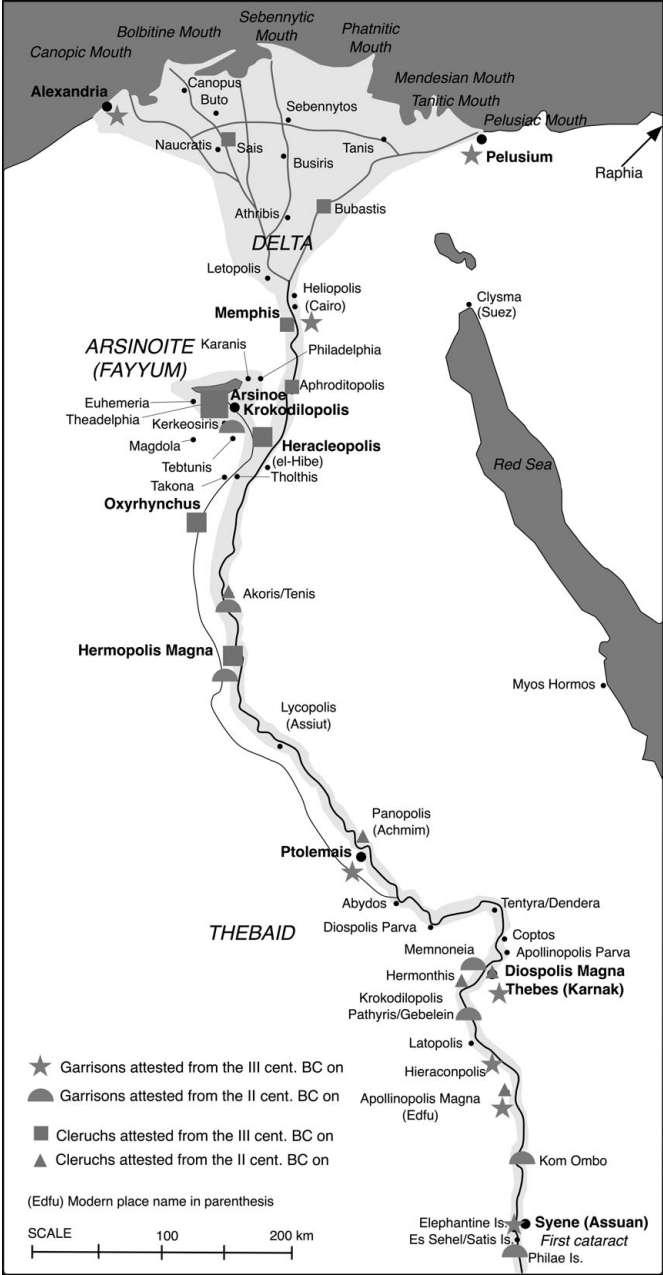 Sebennytic
Mouth
Bolbitine Mouth
Phatnitic
Mouth
Canopic Mouth
Mendesian Mouth
Alexandria
Canopus
Buto
Tanitic Mouth
Sebennytos
Pelusiac Mouth
Naucratis
Sais
Tanis
Busiris
Pelusium
Raphia
Athribis
Bubastis
DELTA
Letopolis
Heliopolis
(Cairo)
Clysma
(Suez)
Memphis
ARSINOITE
(FAYYUM)
Karanis
Philadelphia
Aphroditopolis
Euhemeria
Arsinoe
Krokodilopolis
Theadelphia
Kerkeosiris
Magdola
Heracleopolis
(el-Hibe)
Tebtunis
Tholthis
Takona
Red Sea
Oxyrhynchus
Akoris/Tenis
Hermopolis Magna
Myos Hormos
Lycopolis
(Assiut)
Panopolis
(Achmim)
Ptolemais
Abydos
Tentyra/Dendera
Diospolis Parva
THEBAID
Coptos
Memnoneia
Apollinopolis Parva
Hermonthis
Diospolis Magna
Thebes (Karnak)
Krokodilopolis
Pathyris/Gebelein
Latopolis
Hieraconpolis
Apollinopolis Magna
(Edfu)
Kom Ombo
Elephantine Is.
Syene (Assuan)
Es Sehel/Satis Is.
First cataract
Philae Is.
Garrisons attested from the III cent. BC on
Garrisons attested from the II cent. BC on
Cleruchs attested from the III cent. BC on
Cleruchs attested from the II cent. BC on
(Edfu) Modern place name in parenthesis
SCALE 100 200 km